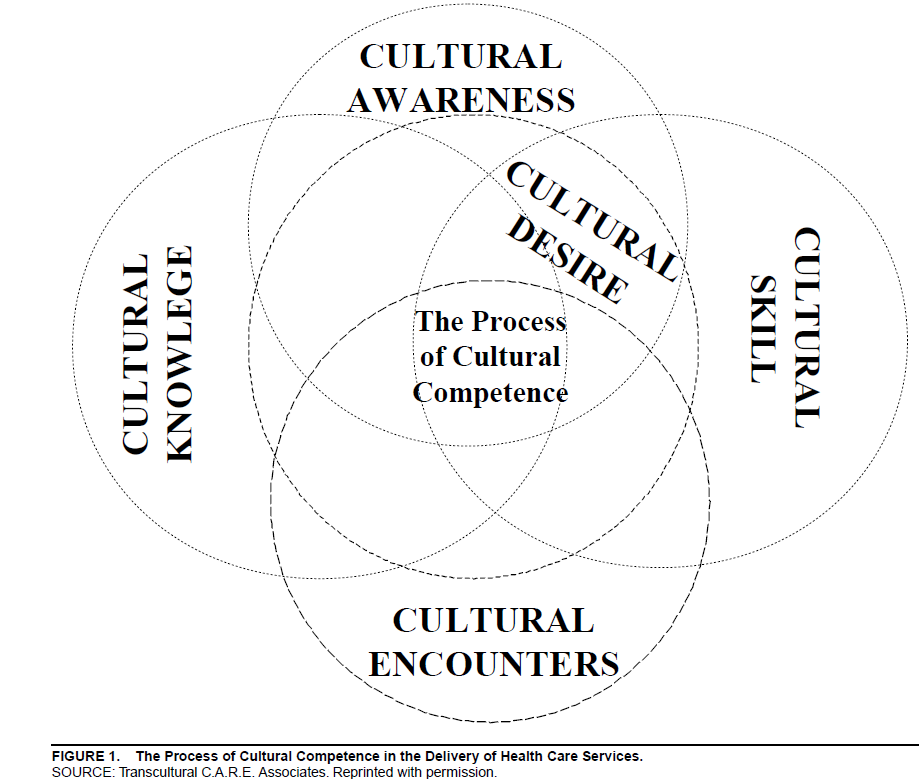 CULTURAL
AWARENESS
CULTURAL
DESIRE
CULTURAL
KNOWLEGE
CULTURAL
SKILL
The Process
of Cultural
Competence
CULTURAL
ENCOUNTERS
FIGURE 1. The Process of Cultural Competence in the Delivery of Health Care Services.
SOURCE: Transcultural C.A.R.E. Associates. Reprinted with permission.